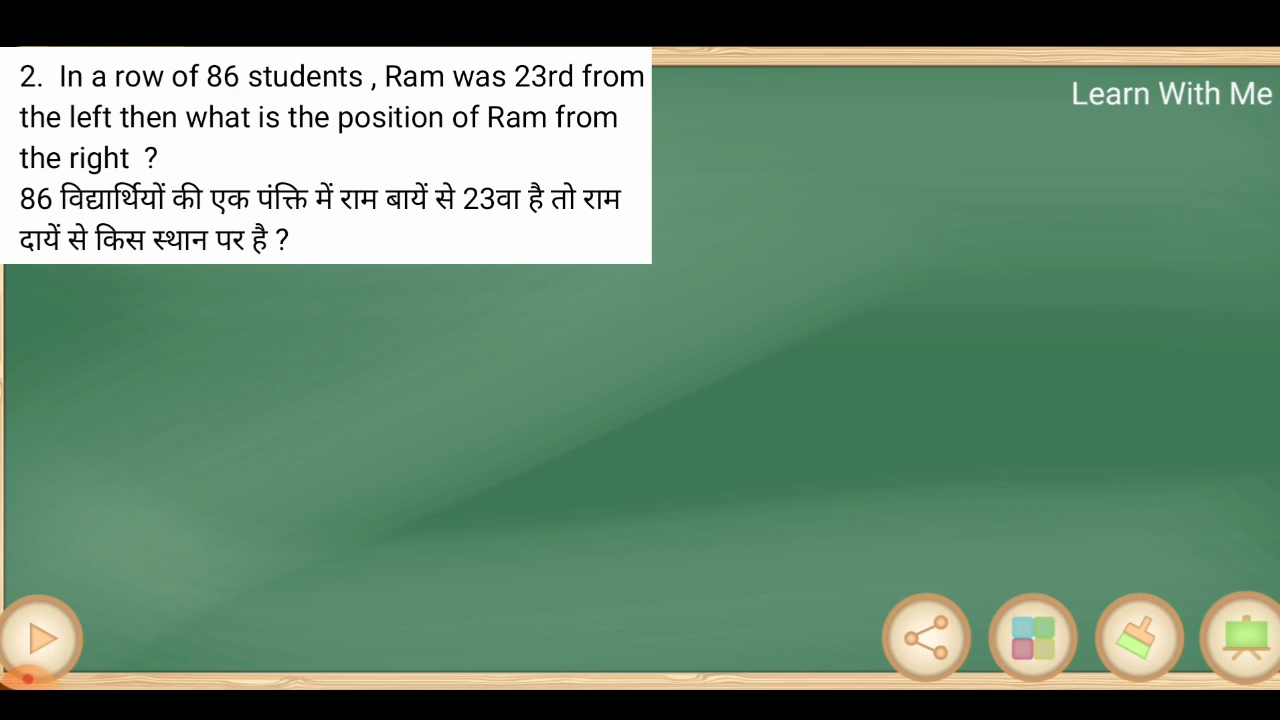 2. In a row of 86 students , Ram was 23rd from
the left then what is the position of Ram from
the right ?
86 विद्यार्थियों की एक पंक्ति में राम बायें से 23वा है तो राम
दायें से किस स्थान पर है ?
Learn With Me